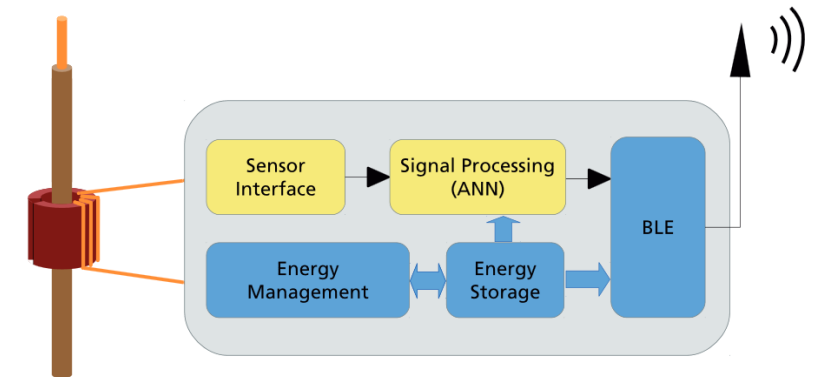 Sensor
Interface
Signal Processing
(ANN)
BLE
Energy
Management
Energy
Storage